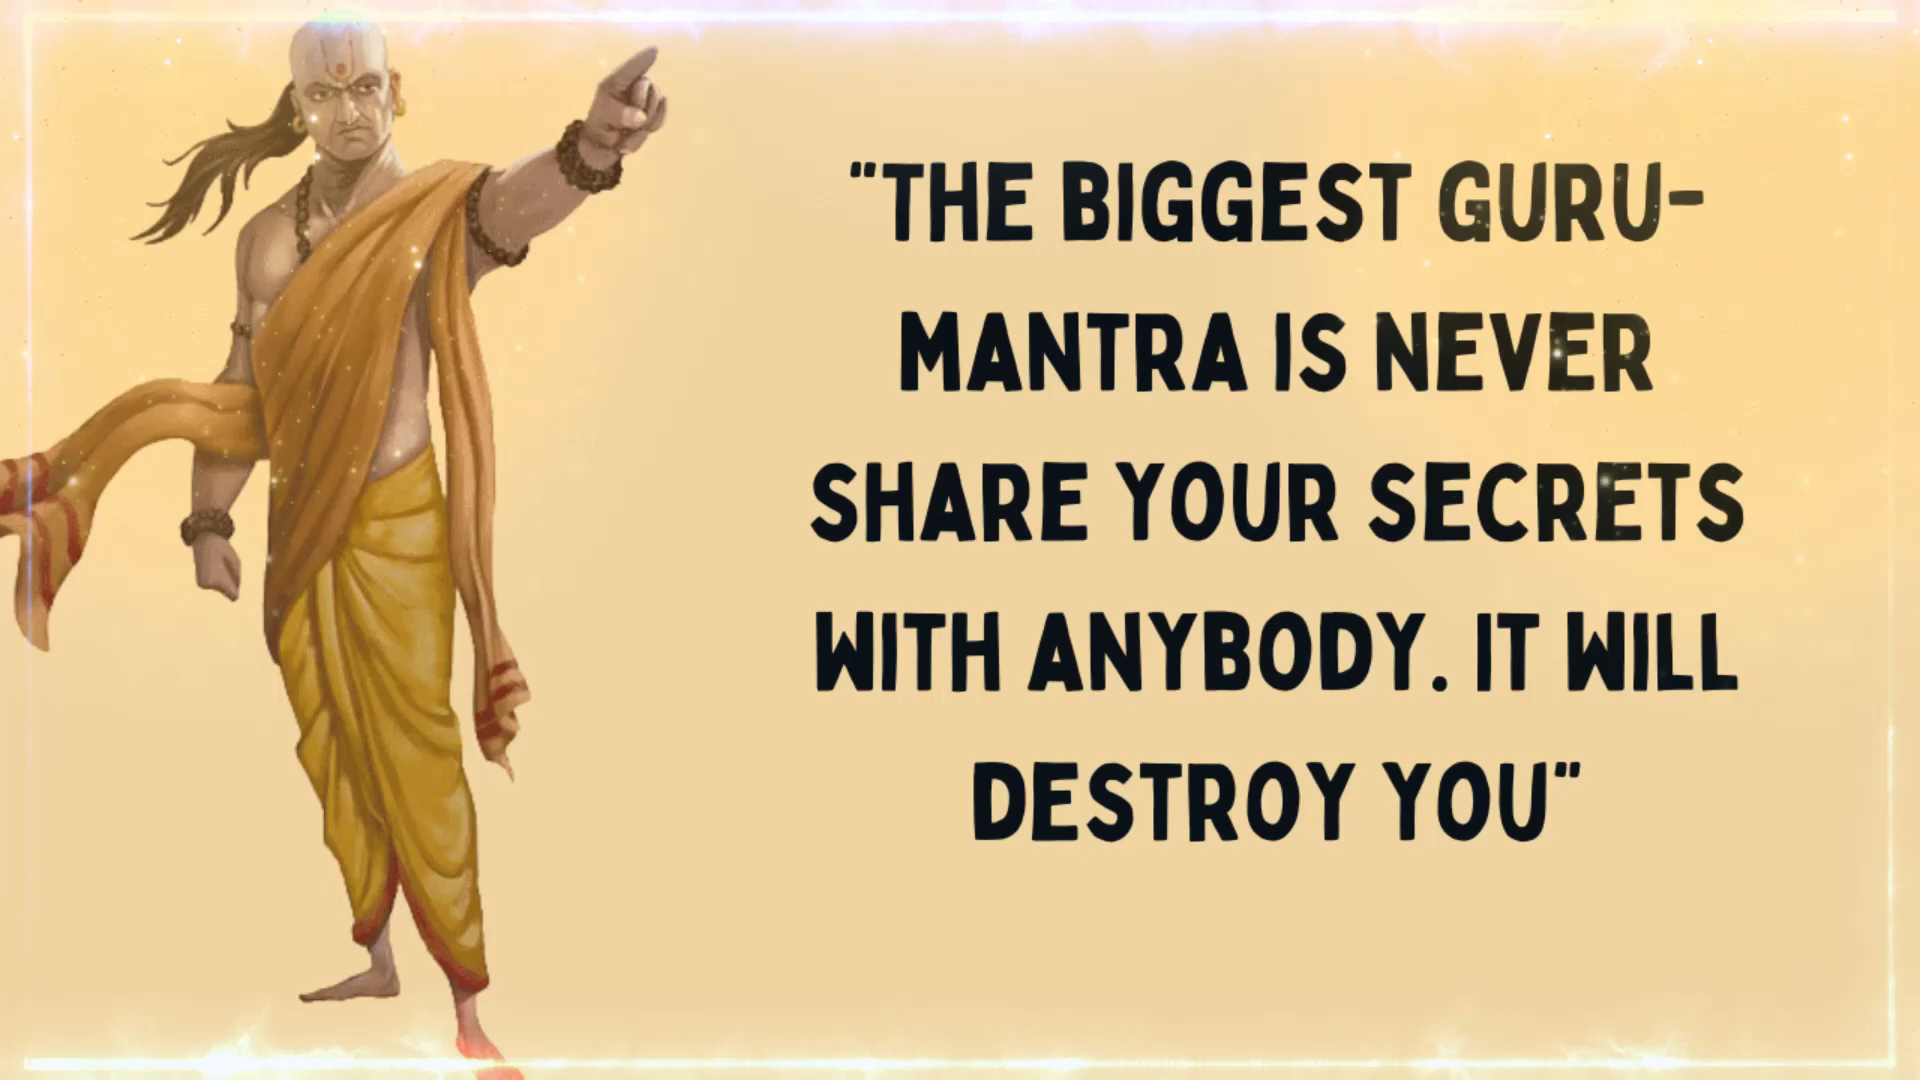 "THE BIGGEST GURU-
MANTRA IS NEVER
SHARE YOUR SECRETS
WITH ANYBODY. IT WILL
DESTROY YOU"